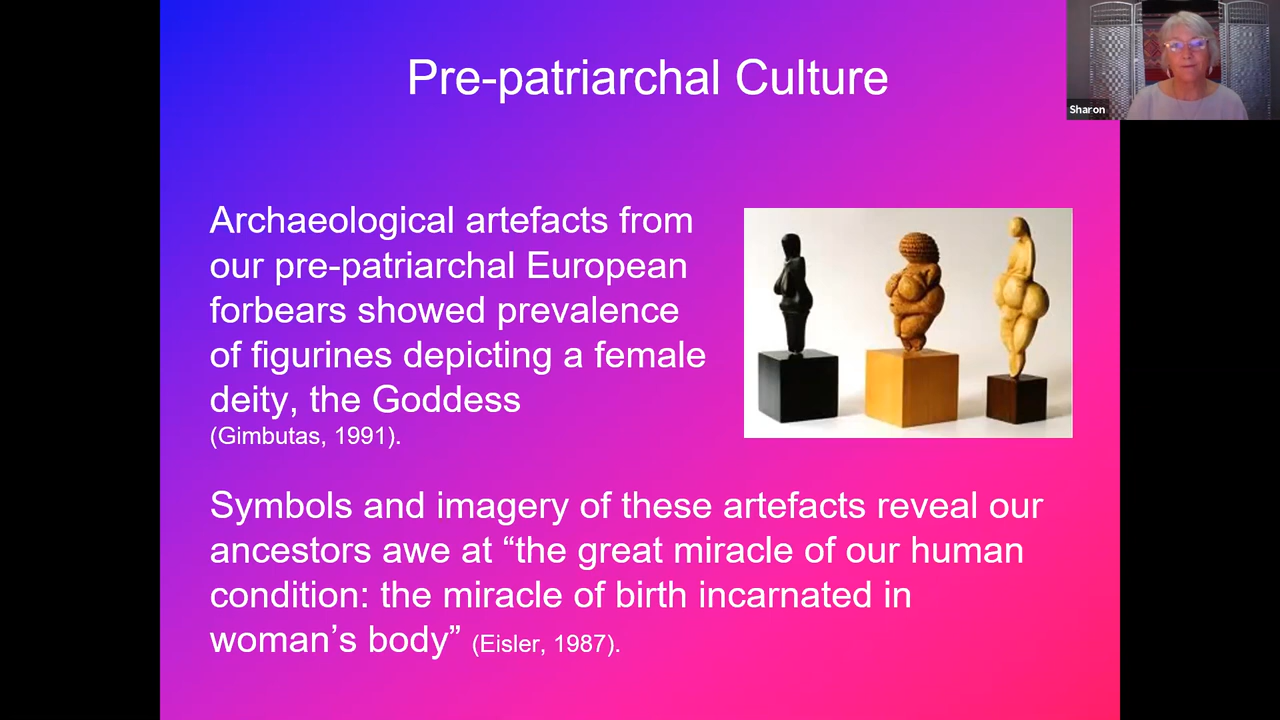 Pre-patriarchal Culture
Sharon
Archaeological artefacts from
our pre-patriarchal European
forbears showed prevalence
of figurines depicting a female
deity, the Goddess
(Gimbutas, 1991).
Symbols and imagery of these artefacts reveal our
ancestors awe at “the great miracle of our human
condition: the miracle of birth incarnated in
woman’s body” (Eisler, 1987).